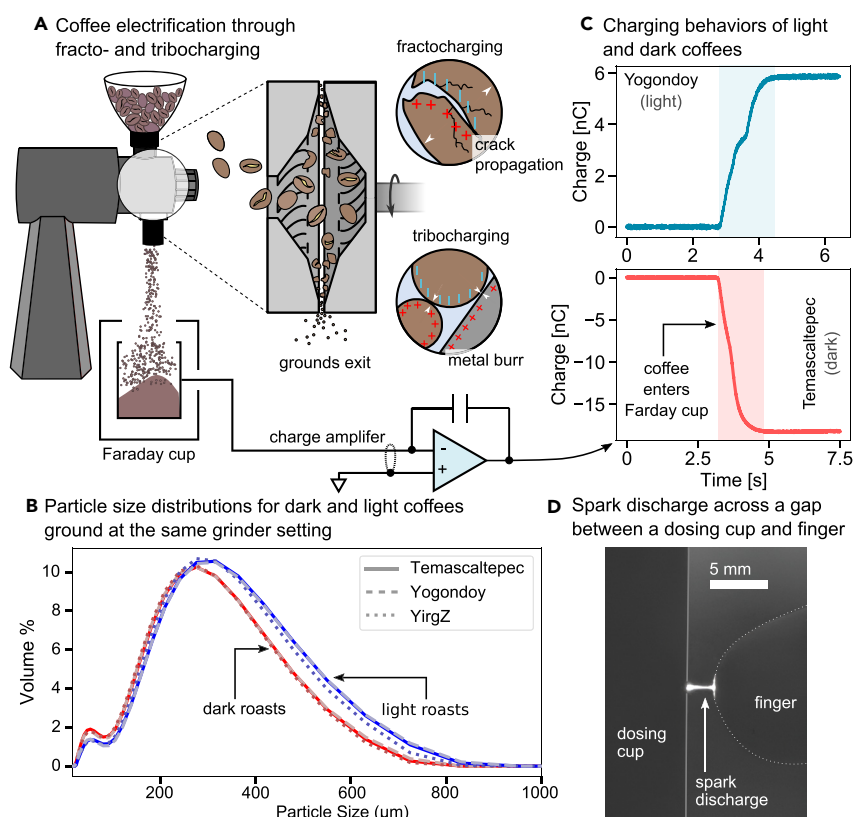 A Coffee electrification through
fracto- and tribocharging
fractocharging
crack
propagation
tribocharging
metal burr
grounds exit
Faraday cup
charge amplifer
-
+
C Charging behaviors of light
and dark coffees
Yogondoy
(light)
Charge [nC]
6
4
2
0
0
2
4
6
Charge [nC]
0
−5
−10
−15
coffee
enters
Farday cup
Temascaltepec
(dark)
0
2.5
5
7.5
Time [s]
B Particle size distributions for dark and light coffees
ground at the same grinder setting
Volume %
10
8
6
4
2
0
Temascaltepec
Yogondoy
YirgZ
dark roasts
light roasts
200
400
600
800
1000
Particle Size (um)
D Spark discharge across a gap
between a dosing cup and finger
5 mm
finger
dosing
cup
spark
discharge